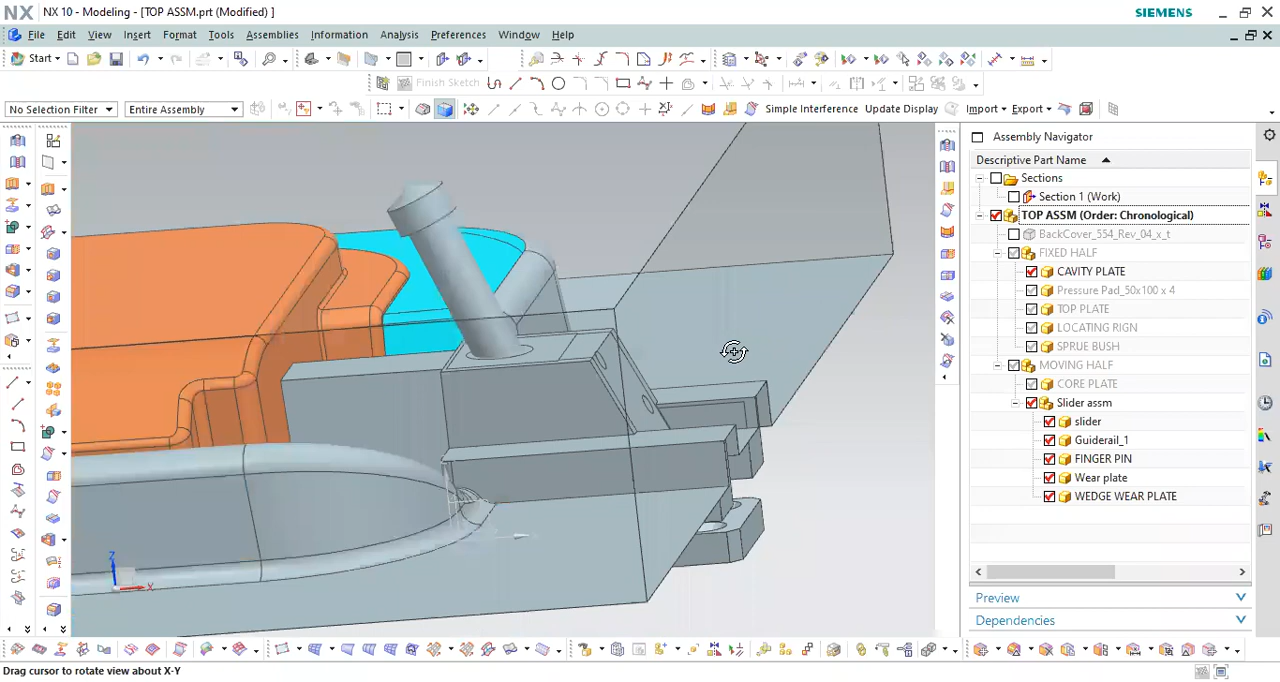 NX NX 10 - Modeling - [TOP ASSM.prt (Modified) ] SIEMENS
File Edit View Insert Format Tools Assemblies Information Analysis Preferences Window Help
Start
Finish Sketch
No Selection Filter Entire Assembly Simple Interference Update Display Import Export
Assembly Navigator
Descriptive Part Name
Sections
Section 1 (Work)
TOP ASSM (Order: Chronological)
BackCover_554_Rev_04_x_t
FIXED HALF
CAVITY PLATE
Pressure Pad_50x100 x 4
TOP PLATE
LOCATING RIGN
SPRUE BUSH
MOVING HALF
CORE PLATE
Slider assm
slider
Guiderail_1
FINGER PIN
Wear plate
WEDGE WEAR PLATE
Z
X
Preview
Dependencies
Drag cursor to rotate view about X-Y